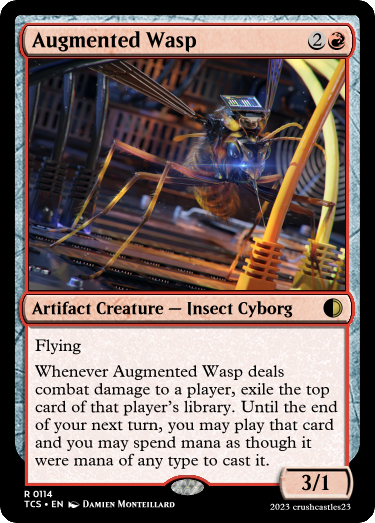 Augmented Wasp 2
Artifact Creature — Insect Cyborg
Flying
Whenever Augmented Wasp deals
combat damage to a player, exile the top
card of that player's library. Until the end
of your next turn, you may play that card
and you may spend mana as though it
were mana of any type to cast it.
3/1
R 0114
TCS • EN Damien Monteillard
2023 crushcastles23